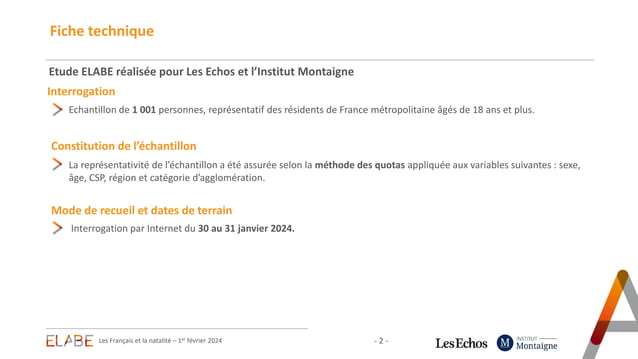 Fiche technique
Etude ELABE réalisée pour Les Echos et l’Institut Montaigne
Interrogation
Echantillon de 1 001 personnes, représentatif des résidents de France métropolitaine âgés de 18 ans et plus.
Constitution de l’échantillon
La représentativité de l’échantillon a été assurée selon la méthode des quotas appliquée aux variables suivantes : sexe,
âge, CSP, région et catégorie d’agglomération.
Mode de recueil et dates de terrain
Interrogation par Internet du 30 au 31 janvier 2024.
ELABE
Les Français et la natalité – 1er février 2024
- 2 -
Les Echos
M
INSTITUT
Montaigne